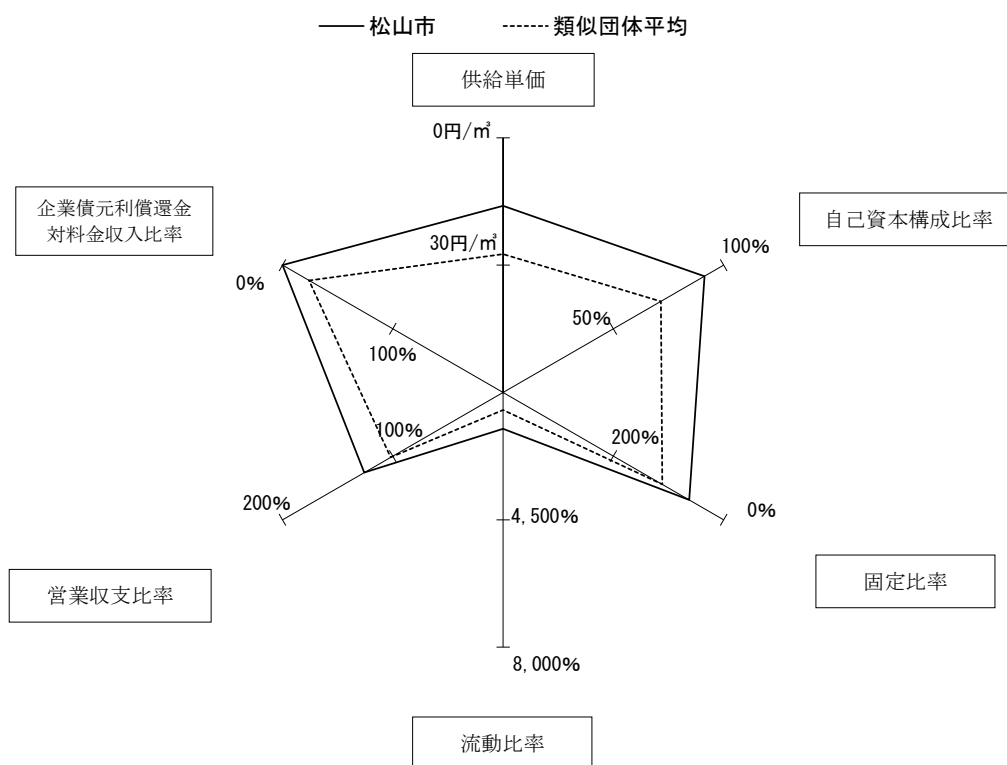 松山市 類似団体平均
供給単価
0円/㎥
企業債元利償還金
対料金収入比率
自己資本構成比率
30円/㎥
100%
0%
50%
100%
100%
200%
200%
0%
4,500%
営業収支比率
固定比率
8,000%
流動比率